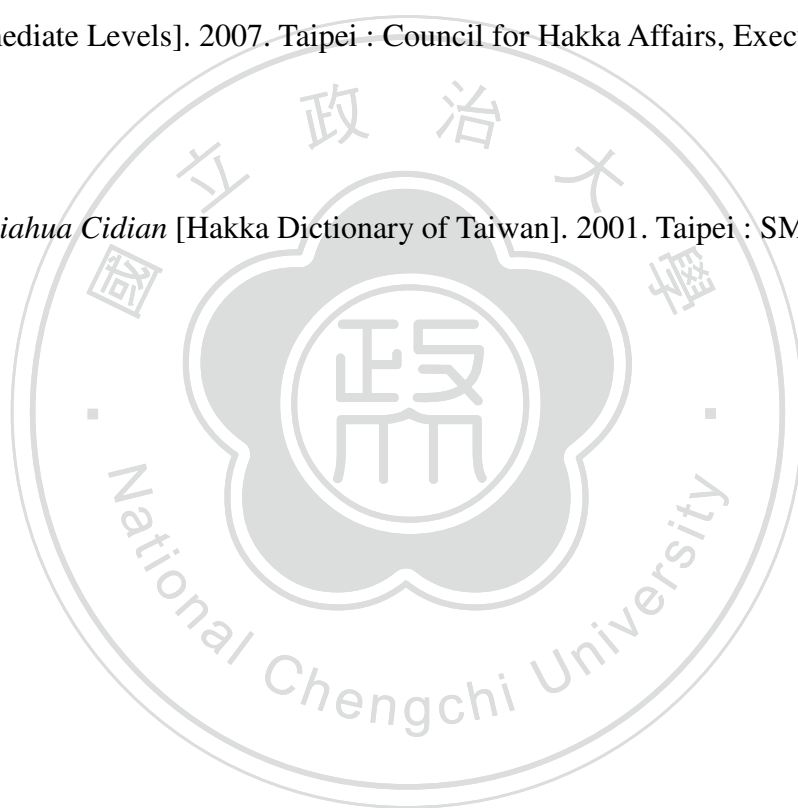 ediate Levels]. 2007. Taipei : Council for Hakka Affairs, Exec
iahua Cidian [Hakka Dictionary of Taiwan]. 2001. Taipei : SM
國立政治大學
政
National Chengchi University